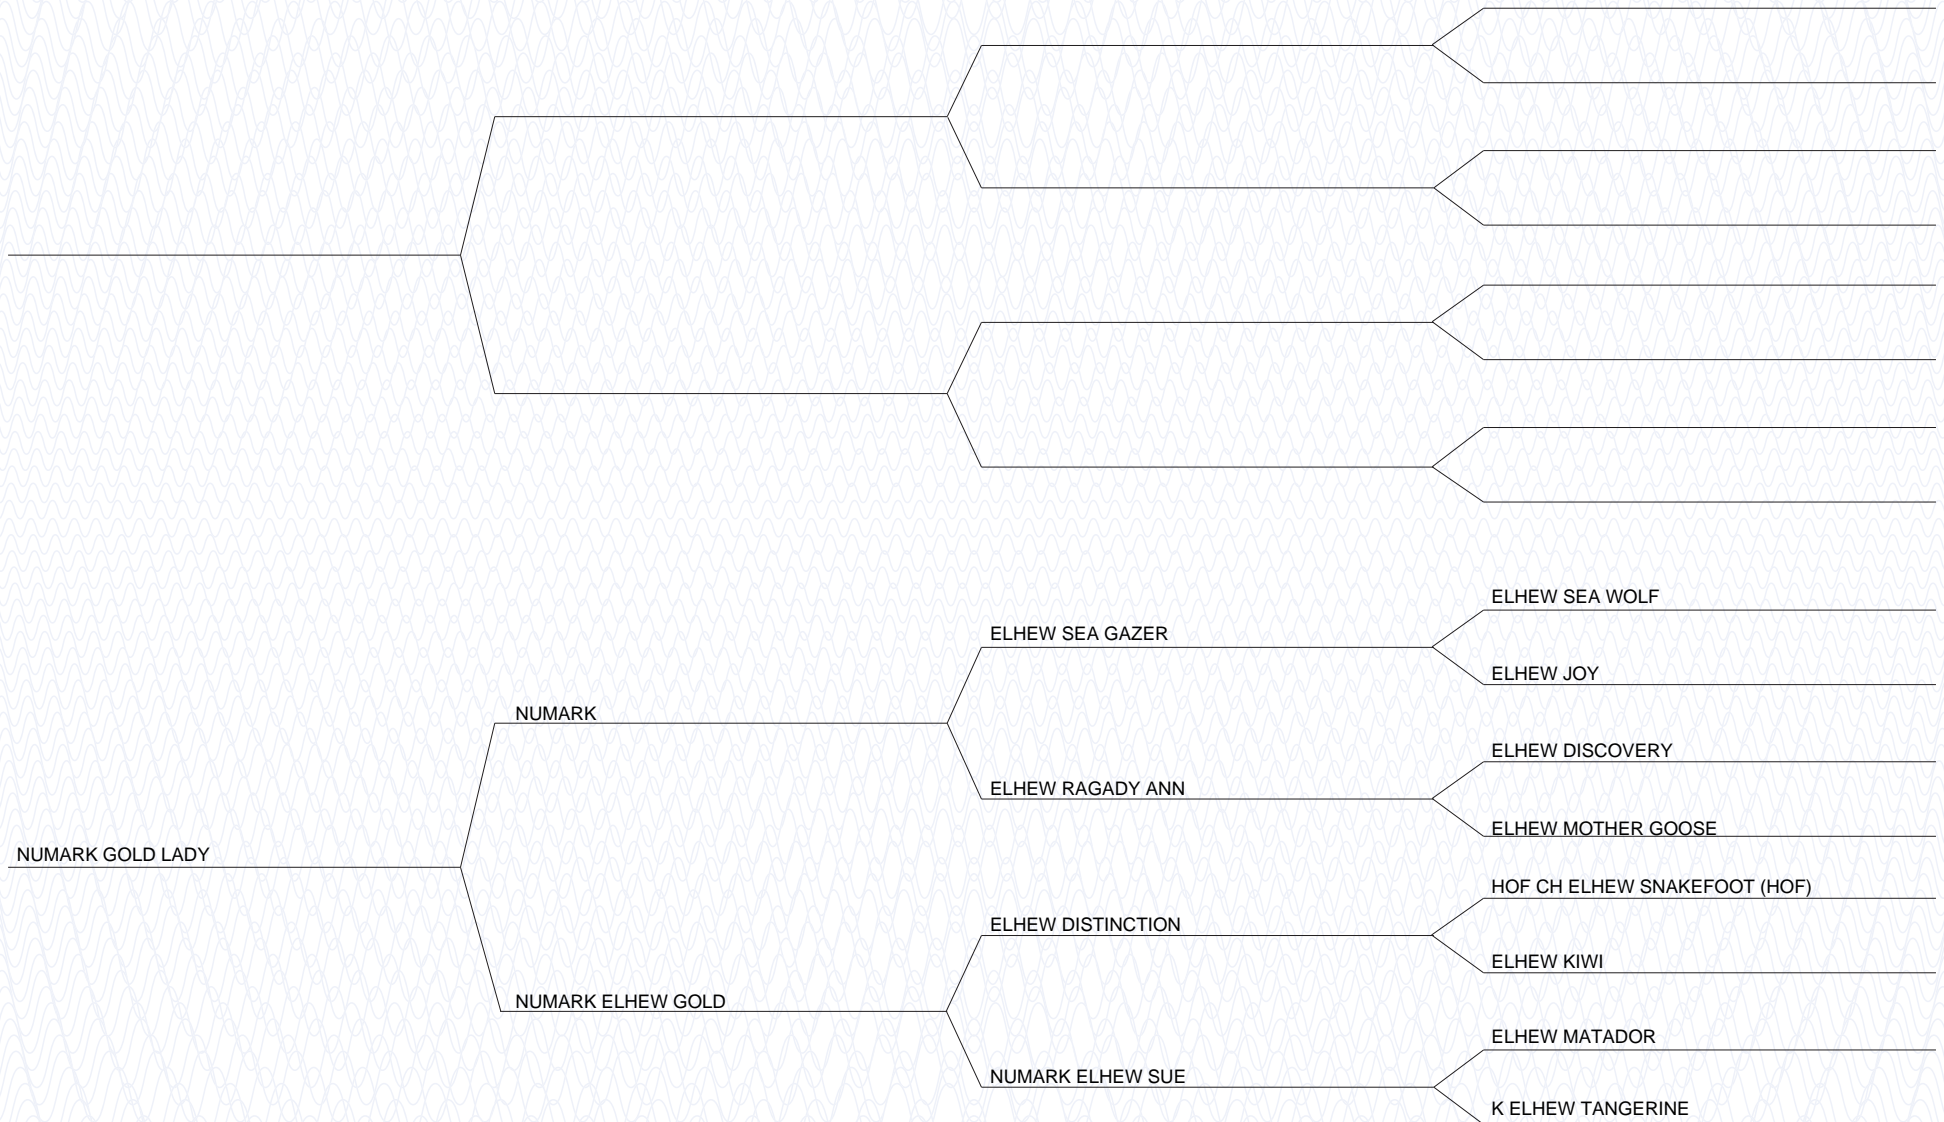 ELHEW SEA WOLF
ELHEW SEA GAZER
ELHEW JOY
NUMARK
ELHEW DISCOVERY
ELHEW RAGADY ANN
ELHEW MOTHER GOOSE
NUMARK GOLD LADY
HOF CH ELHEW SNAKEFOOT (HOF)
ELHEW DISTINCTION
ELHEW KIWI
NUMARK ELHEW GOLD
ELHEW MATADOR
NUMARK ELHEW SUE
K ELHEW TANGERINE